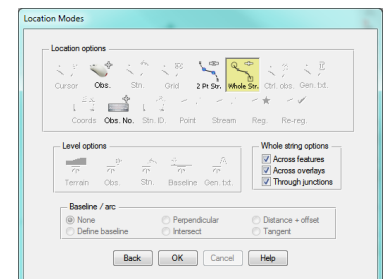 Location Modes
Location options
Cursor Obs. Stn. Grid 2 Pt Str. Whole Str. Ctrl. obs. Gen. txt.
Coords Obs. No. Stn. ID. Point Stream Reg. Re-reg.
Level options
Terrain Obs. Stn. Baseline Gen. txt.
Whole string options
Across features
Across overlays
Through junctions
Baseline / arc
None Perpendicular Distance + offset
Define baseline Intersect Tangent
Back OK Cancel Help